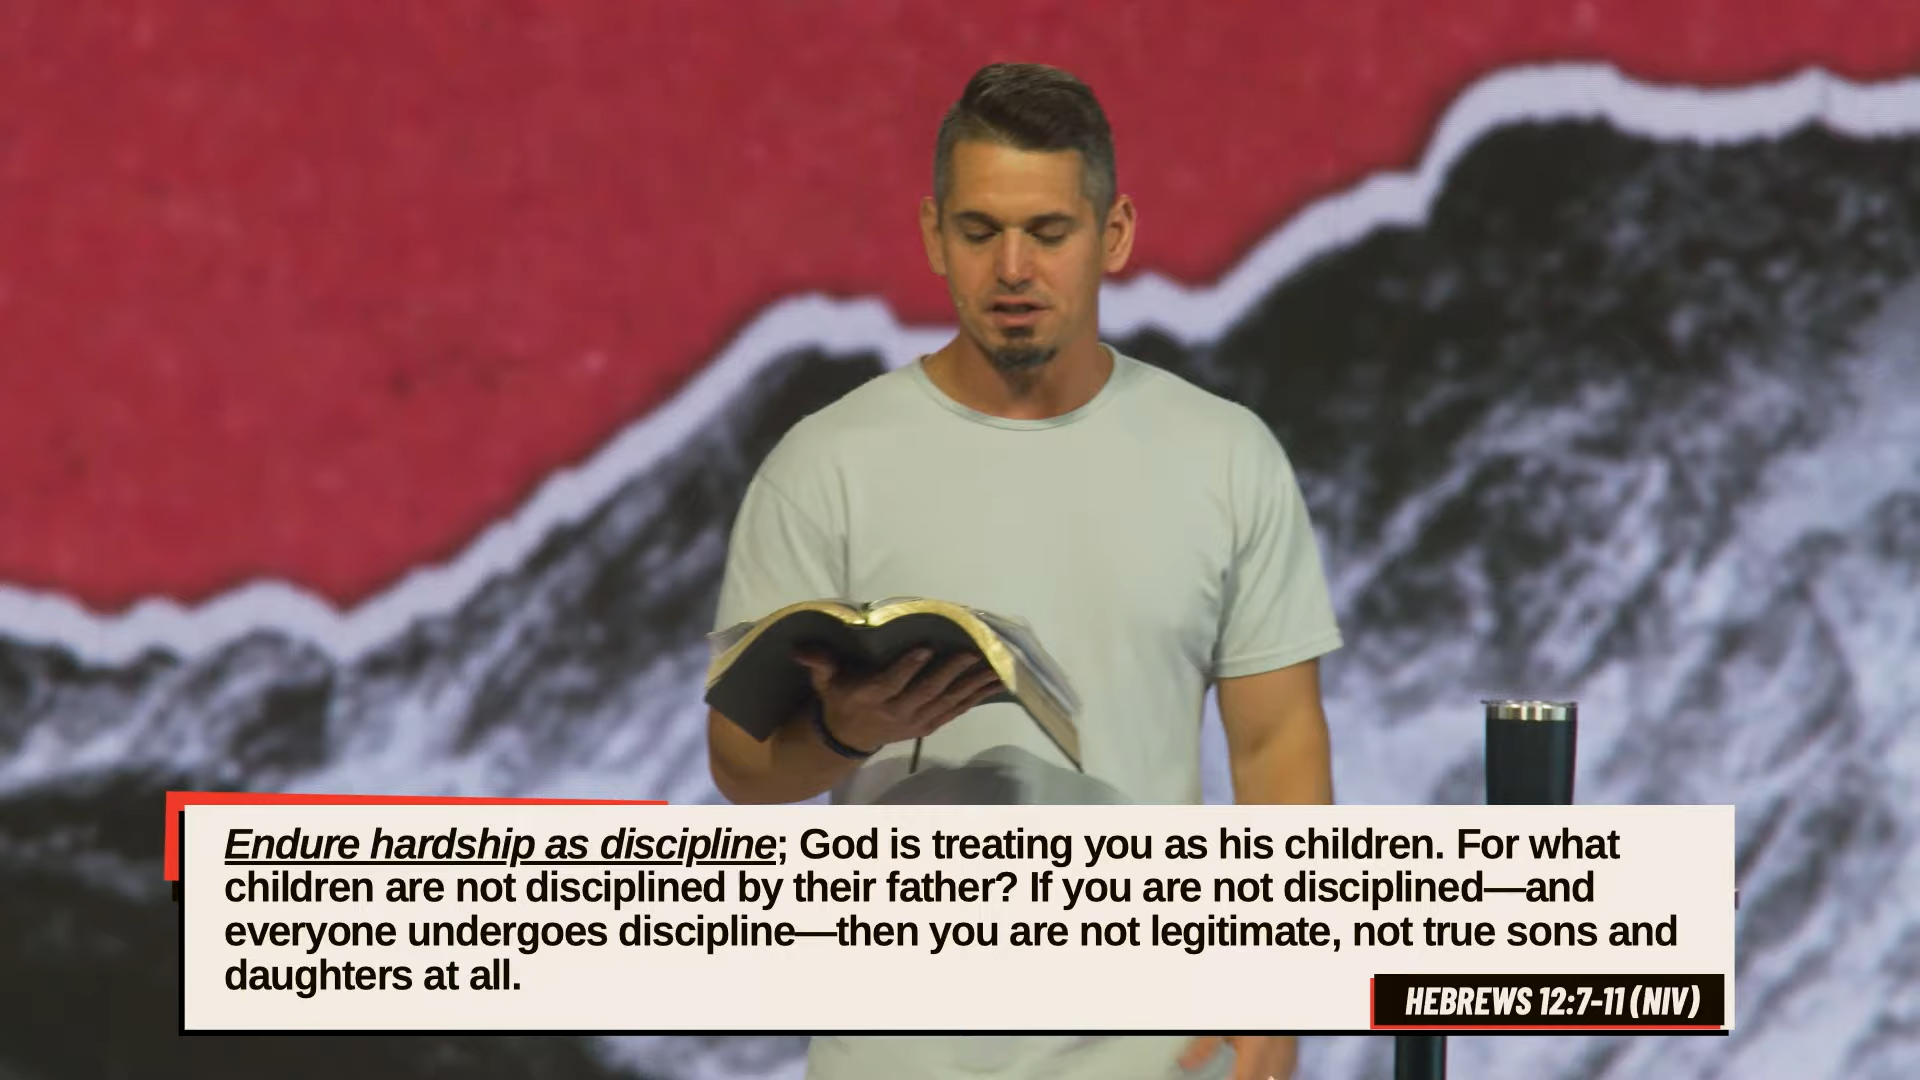 Endure hardship as discipline; God is treating you as his children. For what
children are not disciplined by their father? If you are not disciplined—and
everyone undergoes discipline—then you are not legitimate, not true sons and
daughters at all.
HEBREWS 12:7-11 (NIV)